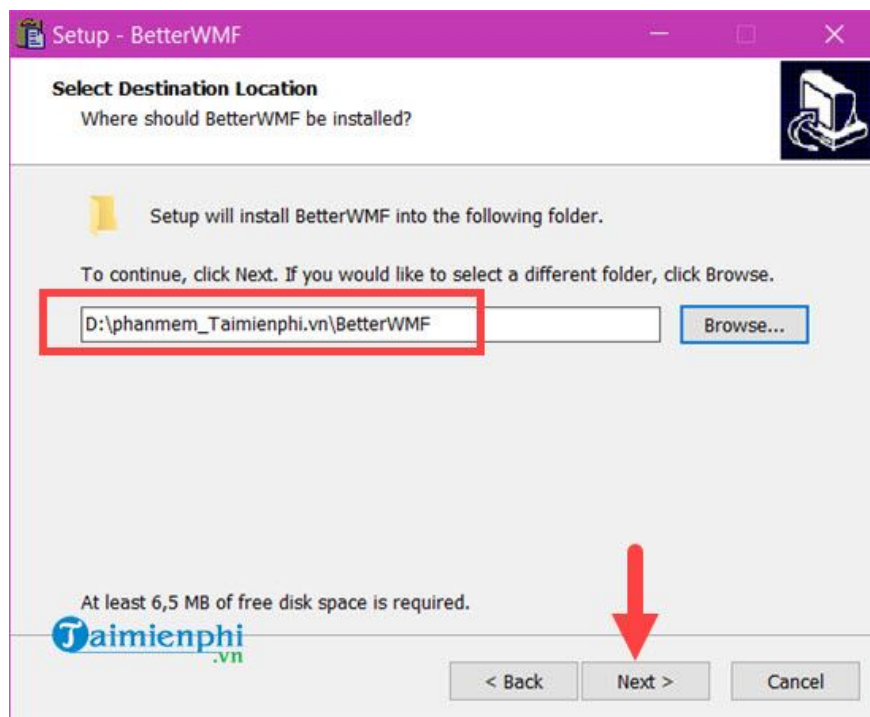 Setup - BetterWMF
Select Destination Location
Where should BetterWMF be installed?
Setup will install BetterWMF into the following folder.
To continue, click Next. If you would like to select a different folder, click Browse.
D:\phanmem_Taimienphi.vn\BetterWMF
Browse...
At least 6,5 MB of free disk space is required.
Taimienphi
.vn
< Back
Next >
Cancel